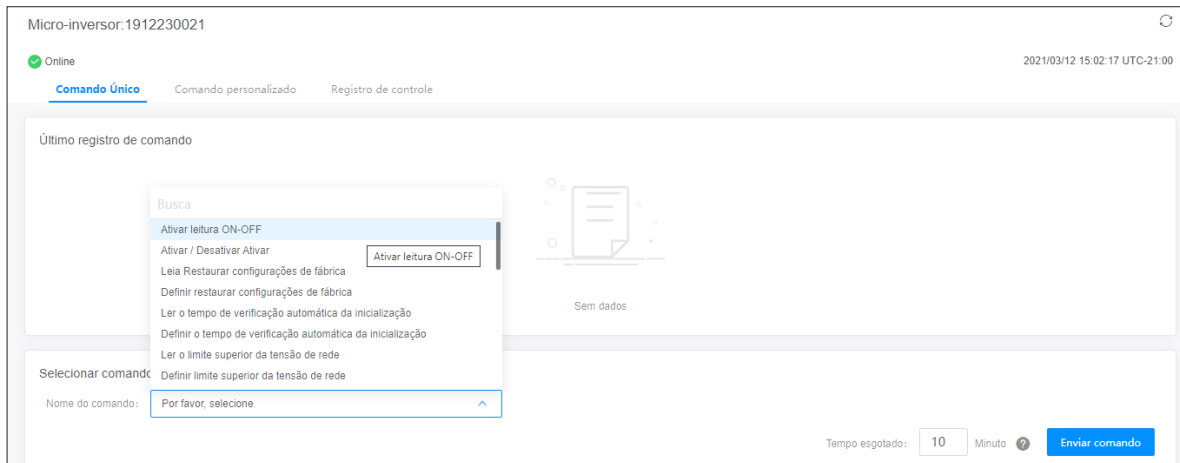 Micro-inversor:1912230021
Online
2021/03/12 15:02:17 UTC-21:00
Comando Único
Comando personalizado
Registro de controle
Último registro de comando
Busca
Ativar leitura ON-OFF
Ativar / Desativar Ativar
Ativar leitura ON-OFF
Leia Restaurar configurações de fábrica
Definir restaurar configurações de fábrica
Ler o tempo de verificação automática da inicialização
Definir o tempo de verificação automática da inicialização
Ler o limite superior da tensão de rede
Definir limite superior da tensão de rede
Sem dados
Selecionar comando
Nome do comando:
Por favor, selecione
Tempo esgotado:
10
Minuto
?
Enviar comando